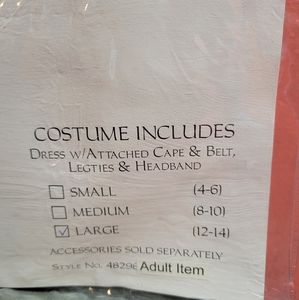 COSTUME INCLUDES
DRESS W/ATTACHED CAPE & BELT,
LEGTIES & HEADBAND
SMALL (4-6)
MEDIUM (8-10)
LARGE (12-14)
ACCESSORIES SOLD SEPARATELY
STYLE NO. 48296 Adult Item